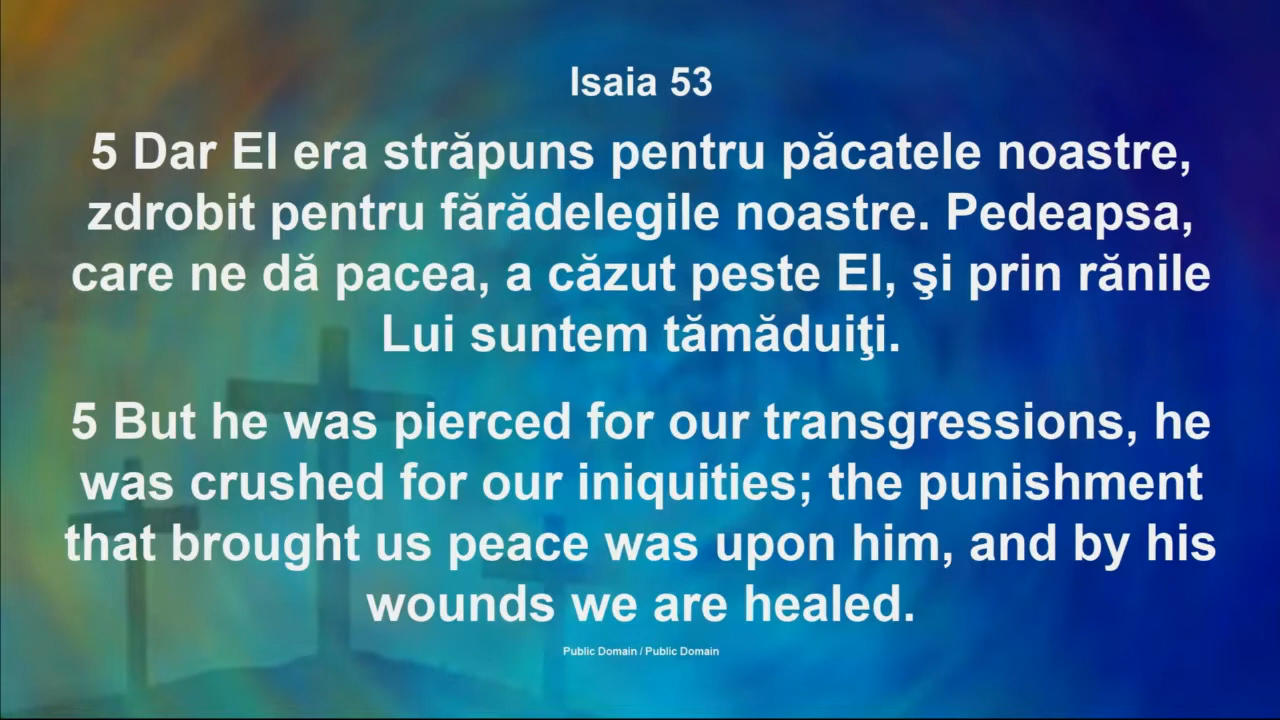 Isaia 53
5 Dar El era străpuns pentru păcatele noastre,
zdrobit pentru fărădelegile noastre. Pedeapsa,
care ne dă pacea, a căzut peste El, şi prin rănile
Lui suntem tămăduiţi.
5 But he was pierced for our transgressions, he
was crushed for our iniquities; the punishment
that brought us peace was upon him, and by his
wounds we are healed.
Public Domain / Public Domain